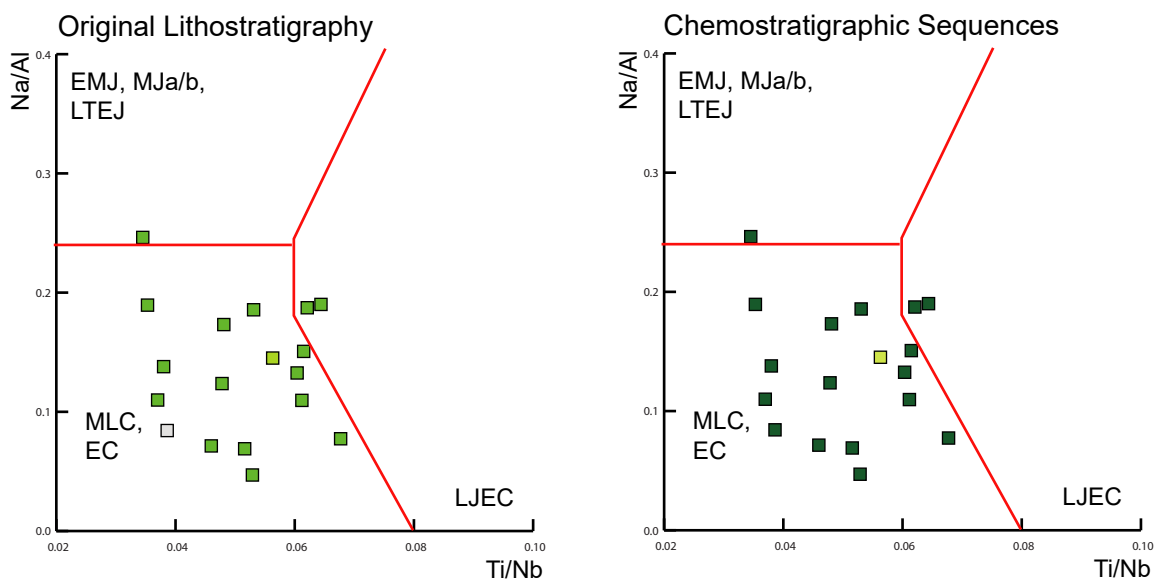 Original Lithostratigraphy
Na/Al
0.4
0.3
0.2
0.1
0.0
EMJ, MJa/b,
LTEJ
MLC,
EC
LJEC
0.02
0.04
0.06
0.08
0.10
Ti/Nb
Chemostratigraphic Sequences
Na/Al
0.4
0.3
0.2
0.1
0.0
EMJ, MJa/b,
LTEJ
MLC,
EC
LJEC
0.02
0.04
0.06
0.08
0.10
Ti/Nb